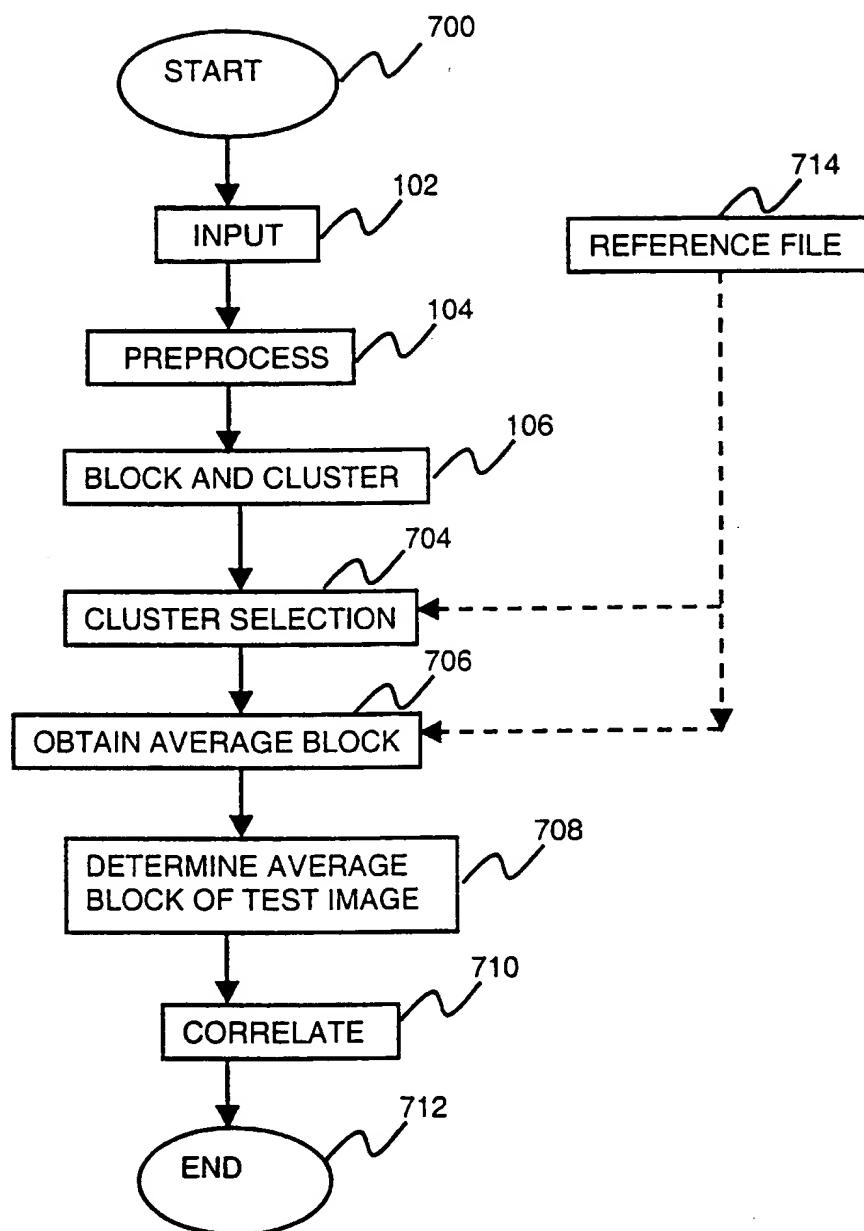 700
START
102
INPUT
714
REFERENCE FILE
104
PREPROCESS
106
BLOCK AND CLUSTER
704
CLUSTER SELECTION
706
OBTAIN AVERAGE BLOCK
708
DETERMINE AVERAGE
BLOCK OF TEST IMAGE
710
CORRELATE
712
END